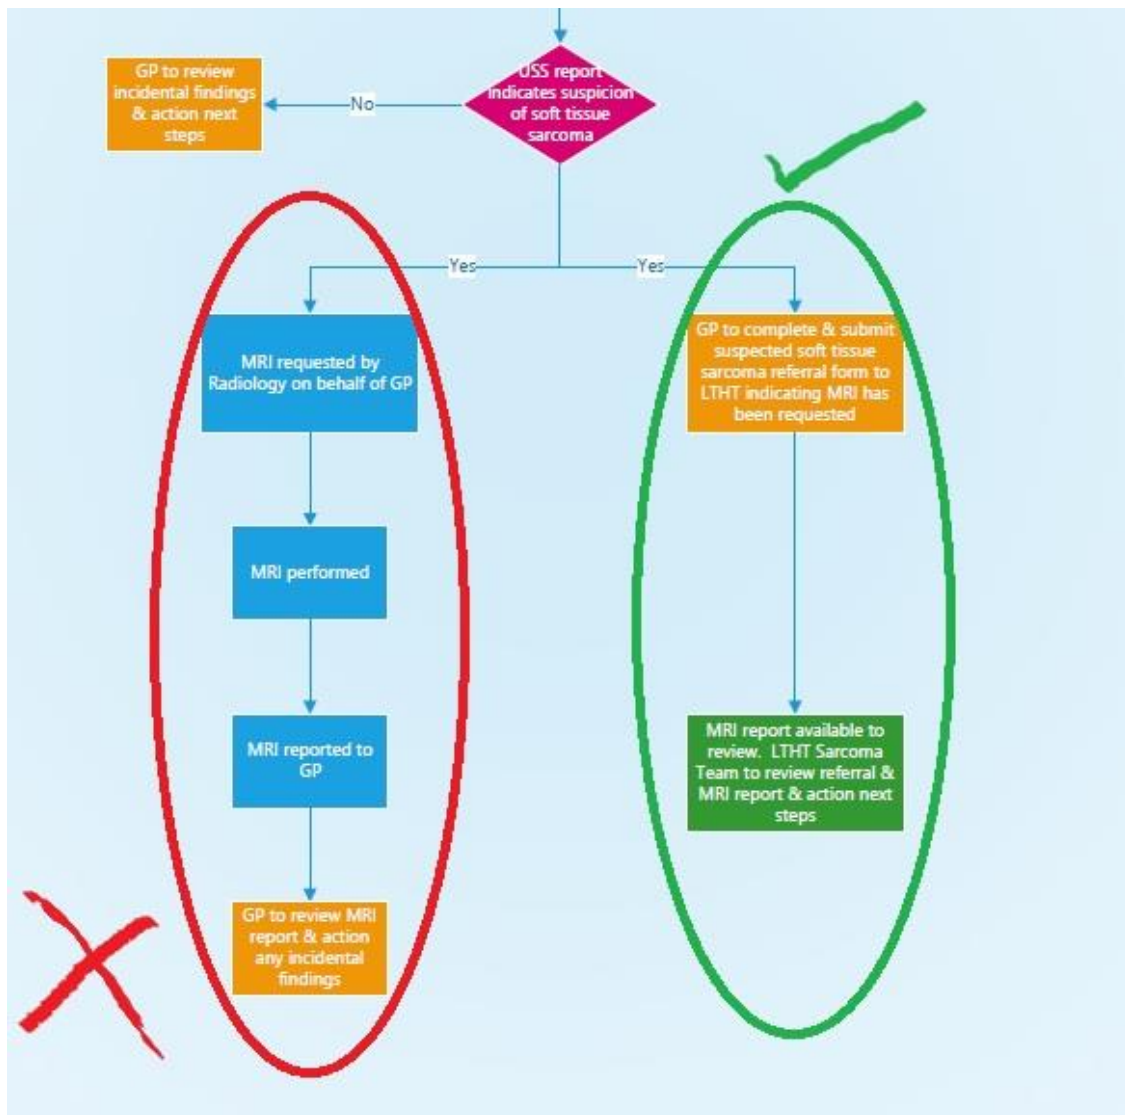 USS report
indicates suspicion
of soft tissue
sarcoma
GP to review
incidental findings
& action next
steps
No
Yes
Yes
MRI requested by
Radiology on behalf of GP
MRI performed
MRI reported to
GP
GP to review MRI
report & action
any incidental
findings
GP to complete & submit
suspected soft tissue
sarcoma referral form to
LTHT indicating MRI has
been requested
MRI report available to
review.  LTHT Sarcoma
Team to review referral &
MRI report & action next
steps